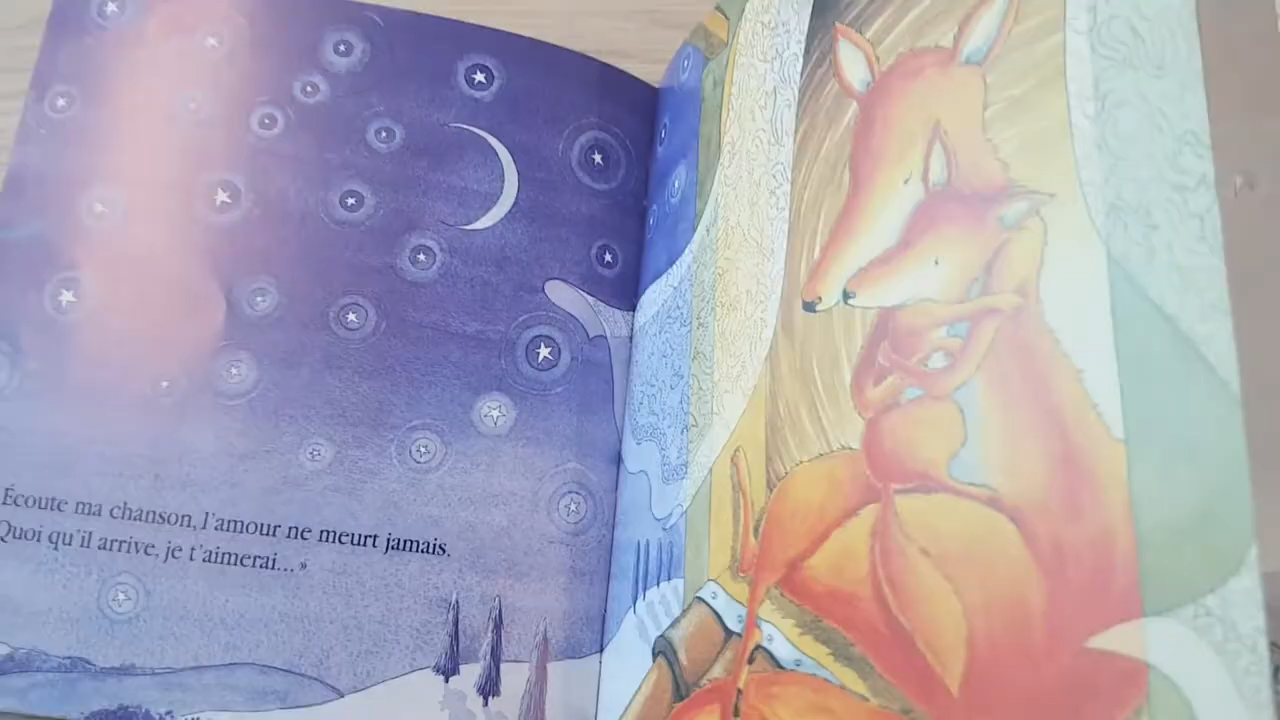 Écoute ma chanson, l'amour ne meurt jamais.
Quoi qu'il arrive, je t'aimerai... »